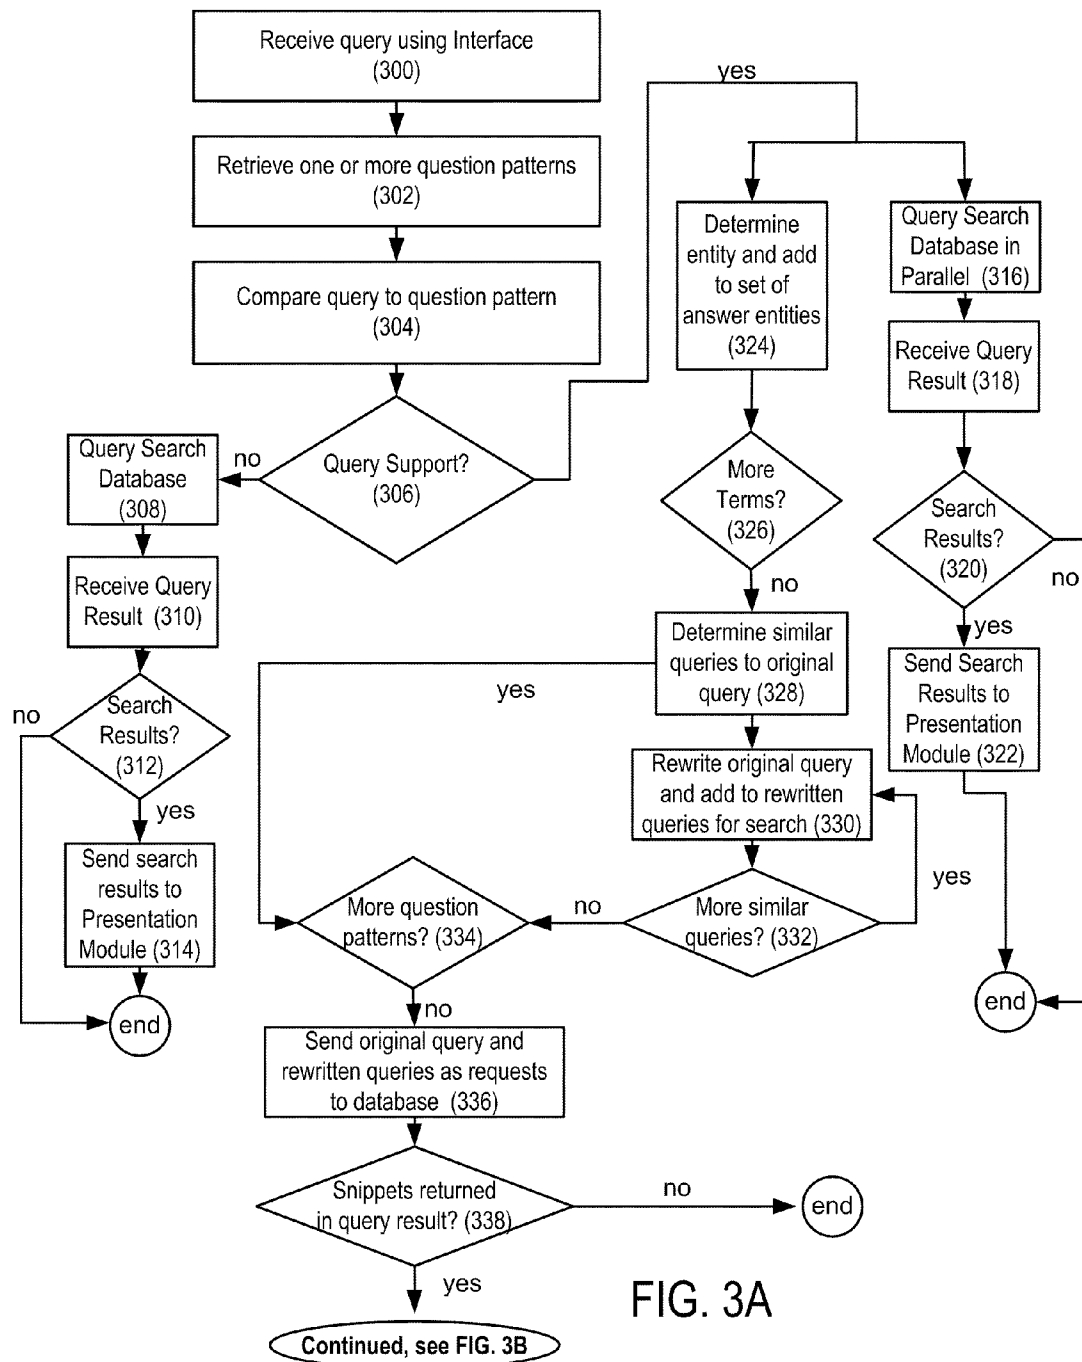 Receive query using Interface
(300)
Retrieve one or more question patterns
(302)
Compare query to question pattern
(304)
Query Support?
(306)
no
yes
Query Search
Database
(308)
Receive Query
Result (310)
Search
Results?
(312)
no
yes
Send search
results to
Presentation
Module (314)
end
Determine
entity and add
to set of
answer entities
(324)
More
Terms?
(326)
no
Determine similar
queries to original
query (328)
yes
Rewrite original query
and add to rewritten
queries for search (330)
More similar
queries? (332)
yes
no
More question
patterns? (334)
no
Send original query and
rewritten queries as requests
to database (336)
Snippets returned
in query result? (338)
no
end
yes
Continued, see FIG. 3B
Query Search
Database in
Parallel (316)
Receive Query
Result (318)
Search
Results?
(320)
no
yes
Send Search
Results to
Presentation
Module (322)
end
FIG. 3A